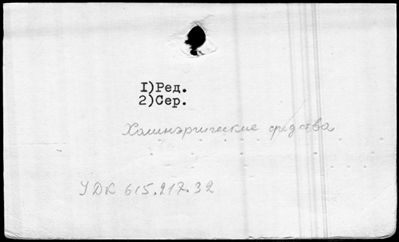 I)Ред.
2)Сер.
Холинэргические средства
УДК 615.217.32